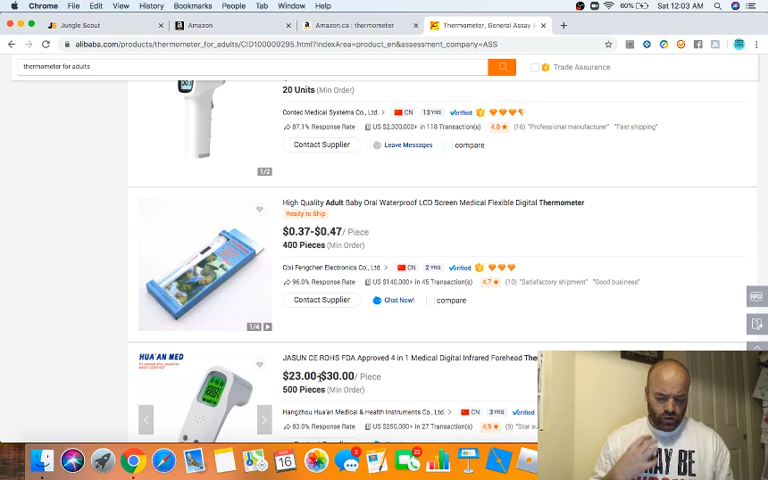 Chrome File Edit View History Bookmarks People Tab Window Help 60% Sat 12:03 AM
Jungle Scout × Amazon × Amazon.ca : thermometer × Thermometer, General Assay &
alibaba.com/products/thermometer_for_adults/CID100009295.html?IndexArea=product_en&assessment_company=ASS
thermometer for adults
Trade Assurance
20 Units (Min Order)
Contec Medical Systems Co., Ltd. CN 13 YRS Verified
87.1% Response Rate US $2,300,000+ in 118 Transaction(s) 4.8 ★ (16) "Professional manufacturer" "Fast shipping"
Contact Supplier Leave Messages compare
1/2
High Quality Adult Baby Oral Waterproof LCD Screen Medical Flexible Digital Thermometer
Ready to Ship
$0.37-$0.47/ Piece
400 Pieces (Min Order)
Cixi Fengchen Electronics Co., Ltd. CN 2 YRS Verified
96.0% Response Rate US $140,000+ in 45 Transaction(s) 4.7 ★ (10) "Satisfactory shipment" "Good business"
Contact Supplier Chat Now! compare
1/4
RFQ
HUA'AN MED
JASUN CE ROHS FDA Approved 4 in 1 Medical Digital Infrared Forehead
$23.00-$30.00/ Piece
500 Pieces (Min Order)
Hangzhou Hua'an Medical & Health Instruments Co., Ltd. CN 3 YRS Verified
83.0% Response Rate US $250,000+ in 27 Transaction(s) 4.9 ★ (9)
MAY BE